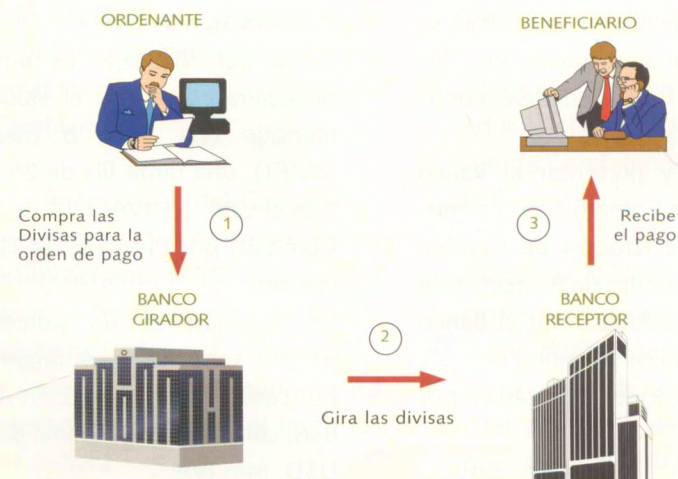 ORDENANTE
BENEFICIARIO
Compra las
Divisas para la
orden de pago
1
3
Recibe
el pago
BANCO
GIRADOR
2
BANCO
RECEPTOR
Gira las divisas